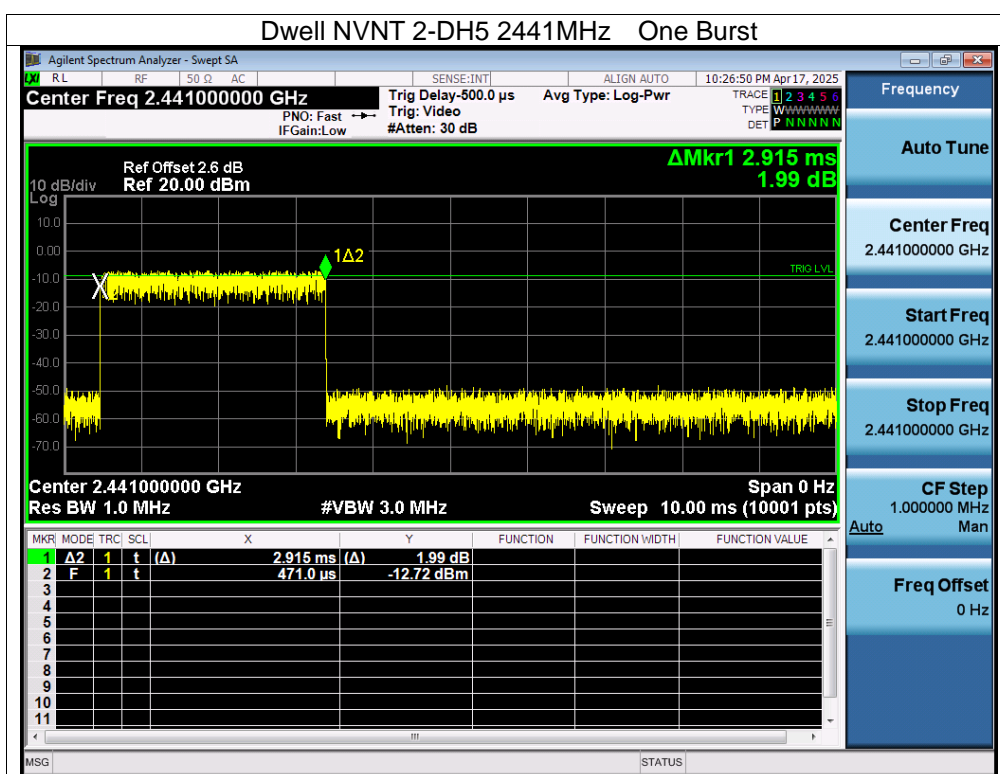 Dwell NVNT 2-DH5 2441MHz One Burst
Agilent Spectrum Analyzer - Swept SA
LXI RL RF 50 Ω AC SENSE:INT ALIGN AUTO 10:26:50 PM Apr 17, 2025
Center Freq 2.441000000 GHz Trig Delay-500.0 µs Avg Type: Log-Pwr TRACE 1 2 3 4 5 6
PNO: Fast Trig: Video TYPE WWWWWW
IFGain:Low #Atten: 30 dB DET P N N N N N
Frequency
Auto Tune
Center Freq
2.441000000 GHz
Start Freq
2.441000000 GHz
Stop Freq
2.441000000 GHz
CF Step
1.000000 MHz
Auto Man
Freq Offset
0 Hz
ΔMkr1 2.915 ms
1.99 dB
Ref Offset 2.6 dB
10 dB/div Ref 20.00 dBm
Log
10.0
0.00
-10.0
-20.0
-30.0
-40.0
-50.0
-60.0
-70.0
1Δ2
TRIG LVL
X
Center 2.441000000 GHz Span 0 Hz
Res BW 1.0 MHz #VBW 3.0 MHz Sweep 10.00 ms (10001 pts)
MKR MODE TRC SCL X Y FUNCTION FUNCTION WIDTH FUNCTION VALUE
1 Δ2 1 t (Δ) 2.915 ms (Δ) 1.99 dB
2 F 1 t 471.0 µs -12.72 dBm
3
4
5
6
7
8
9
10
11
MSG STATUS